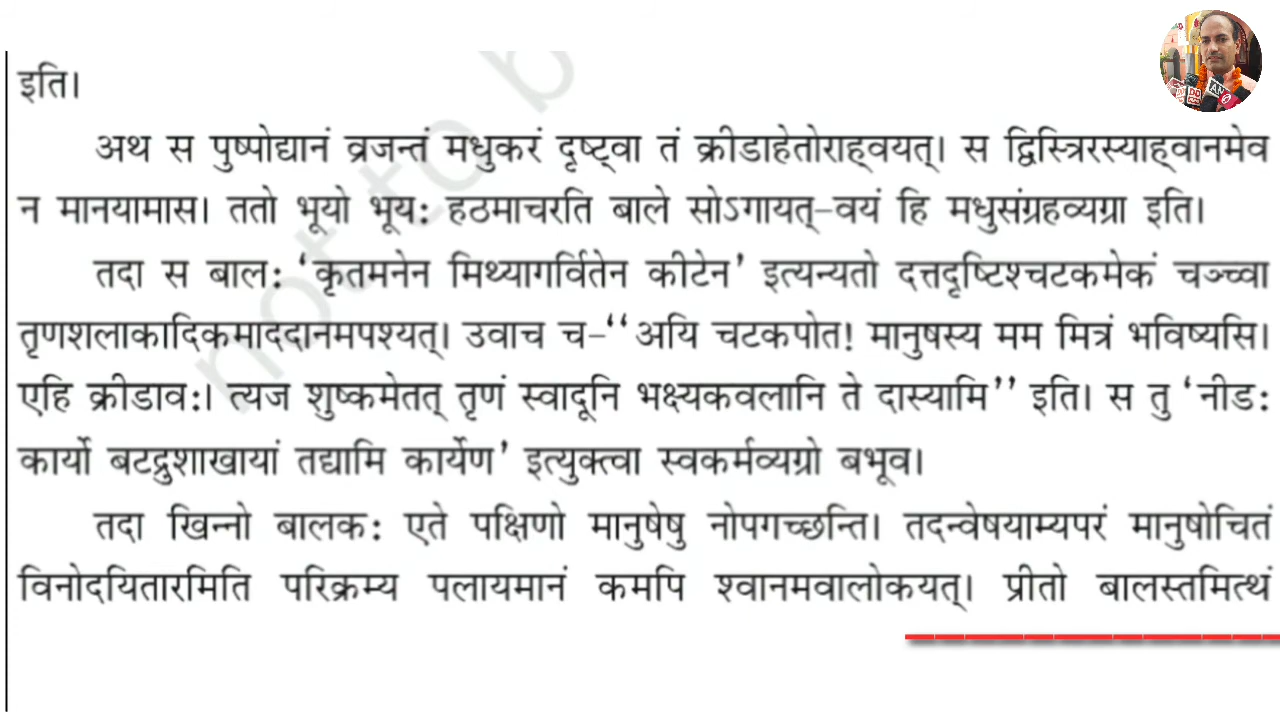 इति।
अथ स पुष्पोद्यानं व्रजन्तं मधुकरं दृष्ट्वा तं क्रीडाहेतोराह्वयत्। स द्विस्त्रिरस्याह्वानमेव
न मानयामास। ततो भूयो भूयः हठमाचरति बाले सोऽगायत्-वयं हि मधुसंग्रहव्यग्रा इति।
तदा स बालः ‘कृतमनेन मिथ्यागर्वितेन कीटेन’ इत्यन्यतो दत्तदृष्टिश्चटकमेकं चञ्च्वा
तृणशलाकादिकमाददानमपश्यत्। उवाच च-“अयि चटकपोत! मानुषस्य मम मित्रं भविष्यसि।
एहि क्रीडावः। त्यज शुष्कमेतत् तृणं स्वादूनि भक्ष्यकवलानि ते दास्यामि” इति। स तु ‘नीडः
कार्यो बटद्रुशाखायां तद्यामि कार्येण’ इत्युक्त्वा स्वकर्मव्यग्रो बभूव।
तदा खिन्नो बालकः एते पक्षिणो मानुषेषु नोपगच्छन्ति। तदन्वेषयाम्यपरं मानुषोचितं
विनोदयितारमिति परिक्रम्य पलायमानं कमपि श्वानमवालोकयत्। प्रीतो बालस्तमित्थं
not to b